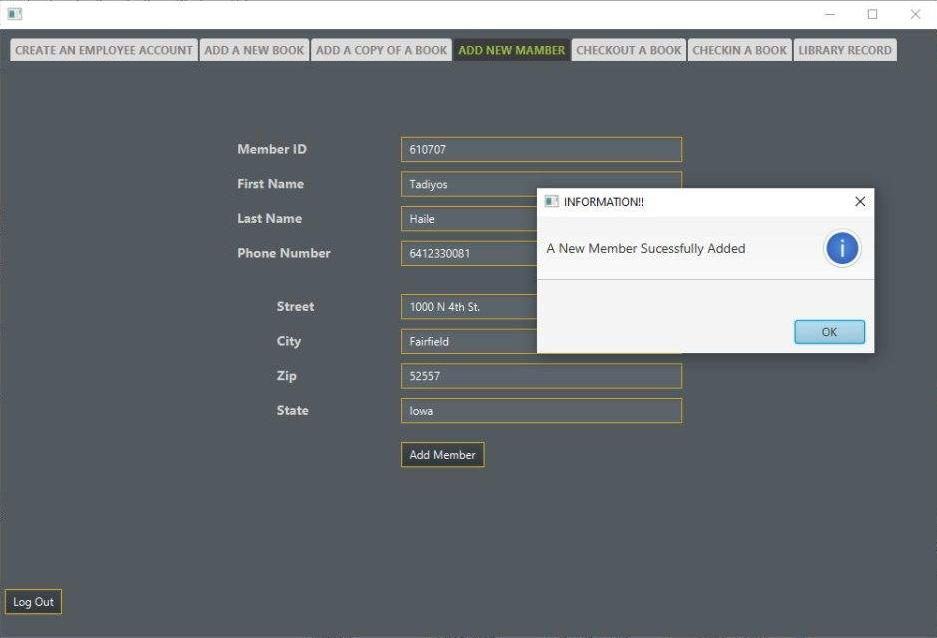 CREATE AN EMPLOYEE ACCOUNT ADD A NEW BOOK ADD A COPY OF A BOOK ADD NEW MAMBER CHECKOUT A BOOK CHECKIN A BOOK LIBRARY RECORD
Member ID 610707
First Name Tadiyos
Last Name Haile
Phone Number 6412330081
Street 1000 N 4th St.
City Fairfield
Zip 52557
State Iowa
Add Member
INFORMATION!!
A New Member Sucessfully Added
OK
Log Out